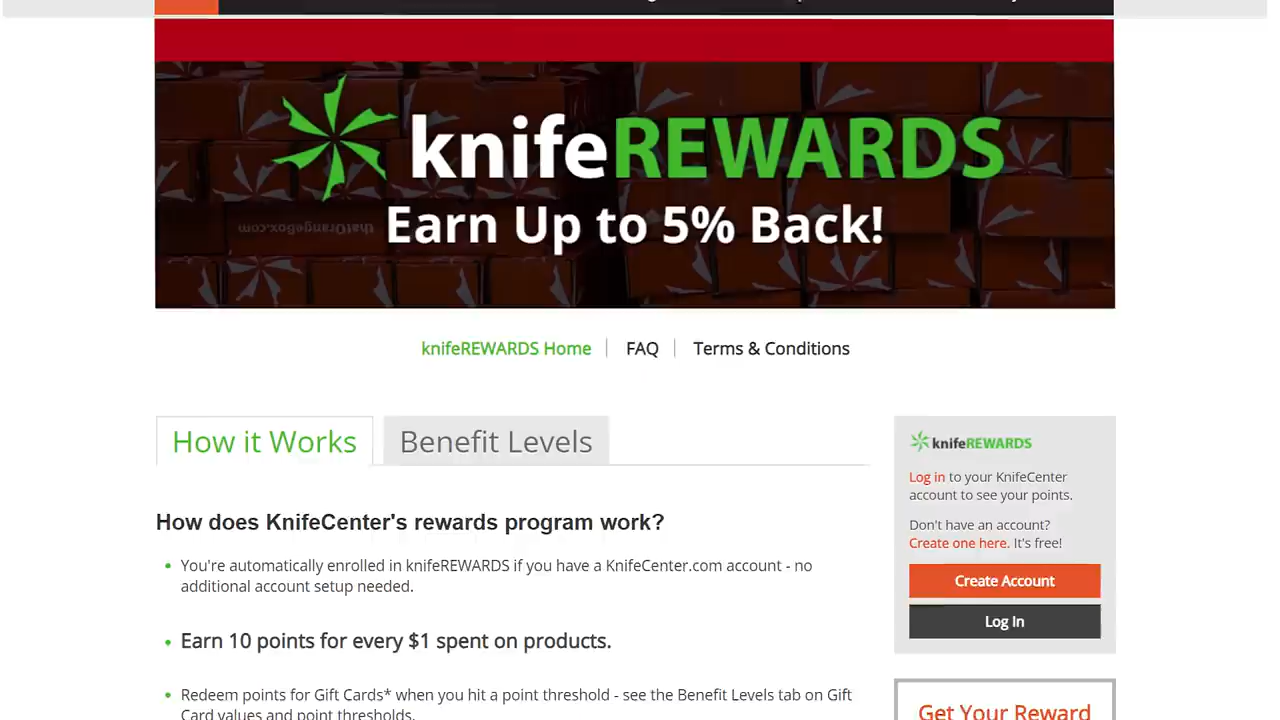 knifeREWARDS
Earn Up to 5% Back!
thatOrangeBox.com
knifeREWARDS Home
FAQ
Terms & Conditions
How it Works
Benefit Levels
How does KnifeCenter's rewards program work?
You're automatically enrolled in knifeREWARDS if you have a KnifeCenter.com account - no
additional account setup needed.
Earn 10 points for every $1 spent on products.
Redeem points for Gift Cards* when you hit a point threshold - see the Benefit Levels tab on Gift
Card values and point thresholds.
knifeREWARDS
Log in to your KnifeCenter
account to see your points.
Don't have an account?
Create one here. It's free!
Create Account
Log In
Get Your Reward